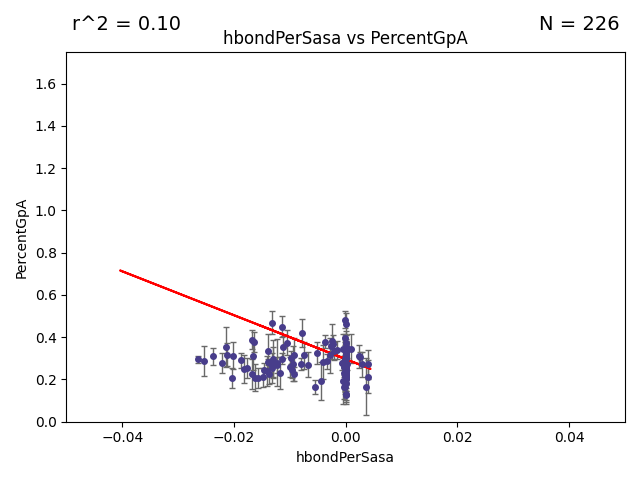 r^2 = 0.10
N = 226
hbondPerSasa vs PercentGpA
PercentGpA
1.6
1.4
1.2
1.0
0.8
0.6
0.4
0.2
0.0
−0.04
−0.02
0.00
0.02
0.04
hbondPerSasa